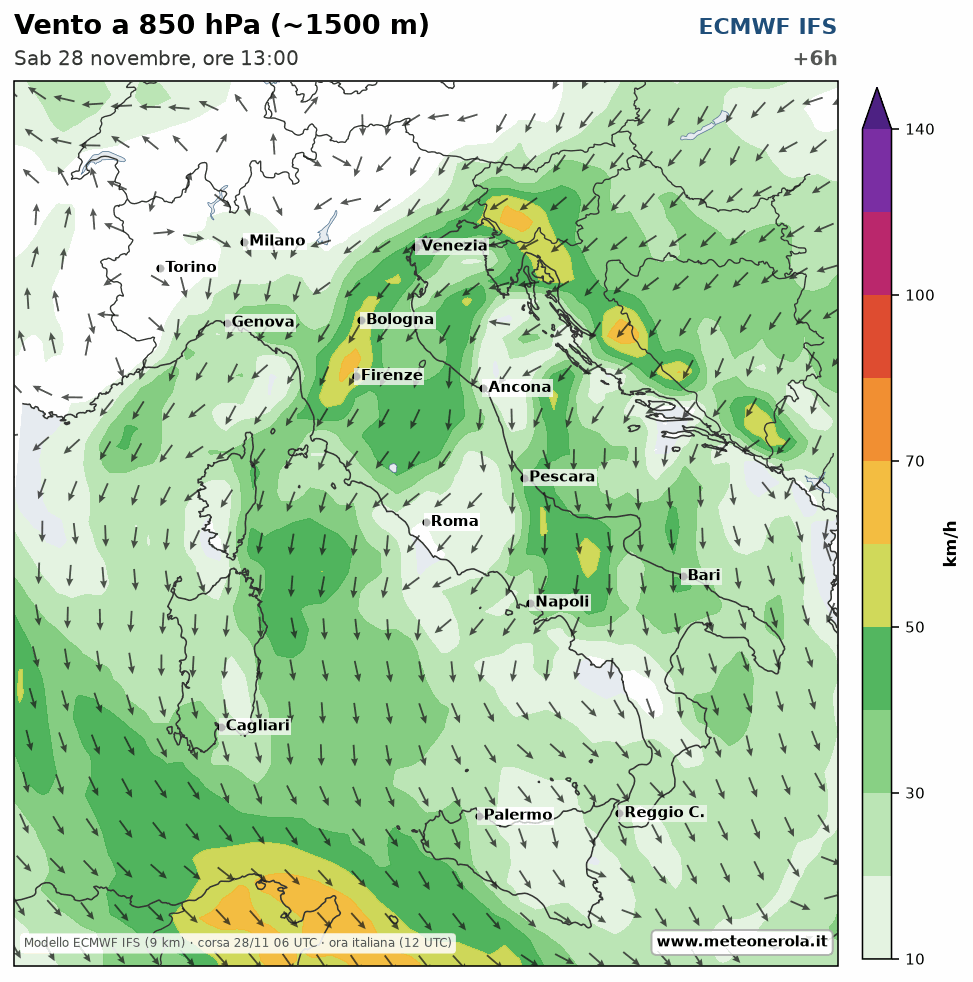 Vento a 850 hPa (~1500 m)
ECMWF IFS
Sab 28 novembre, ore 13:00
+6h
140
Milano
Venezia
Torino
100
Genova
Bologna
Firenze
Ancona
70
Pescara
Roma
km/h
Bari
Napoli
50
Cagliari
30
Palermo
Reggio C.
Modello ECMWF IFS (9 km) · corsa 28/11 06 UTC · ora italiana (12 UTC)
www.meteonerola.it
10